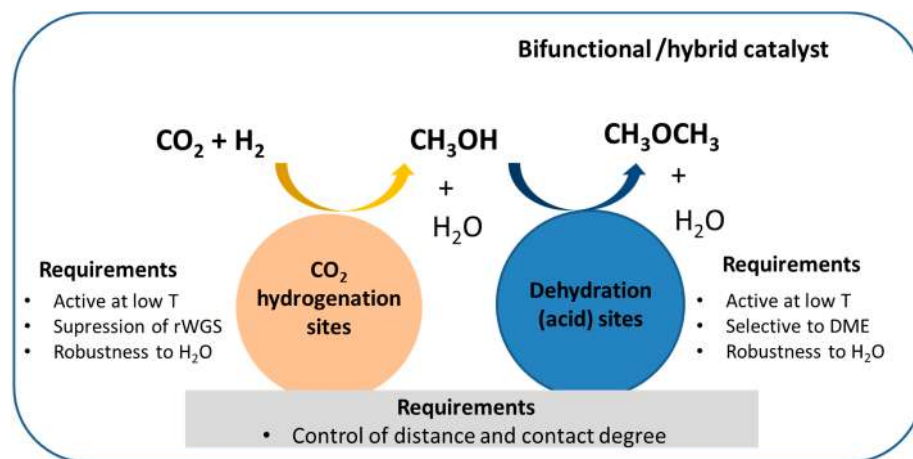 Bifunctional /hybrid catalyst
CO₂ + H₂
CH₃OH
+
H₂O
CH₃OCH₃
+
H₂O
CO₂
hydrogenation
sites
Dehydration
(acid) sites
Requirements
• Active at low T
• Supression of rWGS
• Robustness to H₂O
Requirements
• Active at low T
• Selective to DME
• Robustness to H₂O
Requirements
• Control of distance and contact degree